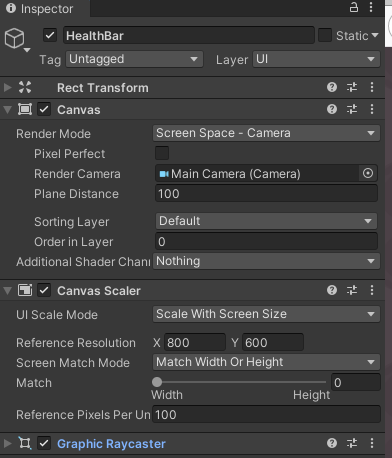 Inspector
HealthBar Static
Tag Untagged Layer UI
Rect Transform
Canvas
Render Mode Screen Space - Camera
Pixel Perfect
Render Camera Main Camera (Camera)
Plane Distance 100
Sorting Layer Default
Order in Layer 0
Additional Shader Chann Nothing
Canvas Scaler
UI Scale Mode Scale With Screen Size
Reference Resolution X 800 Y 600
Screen Match Mode Match Width Or Height
Match 0
Width Height
Reference Pixels Per Un 100
Graphic Raycaster